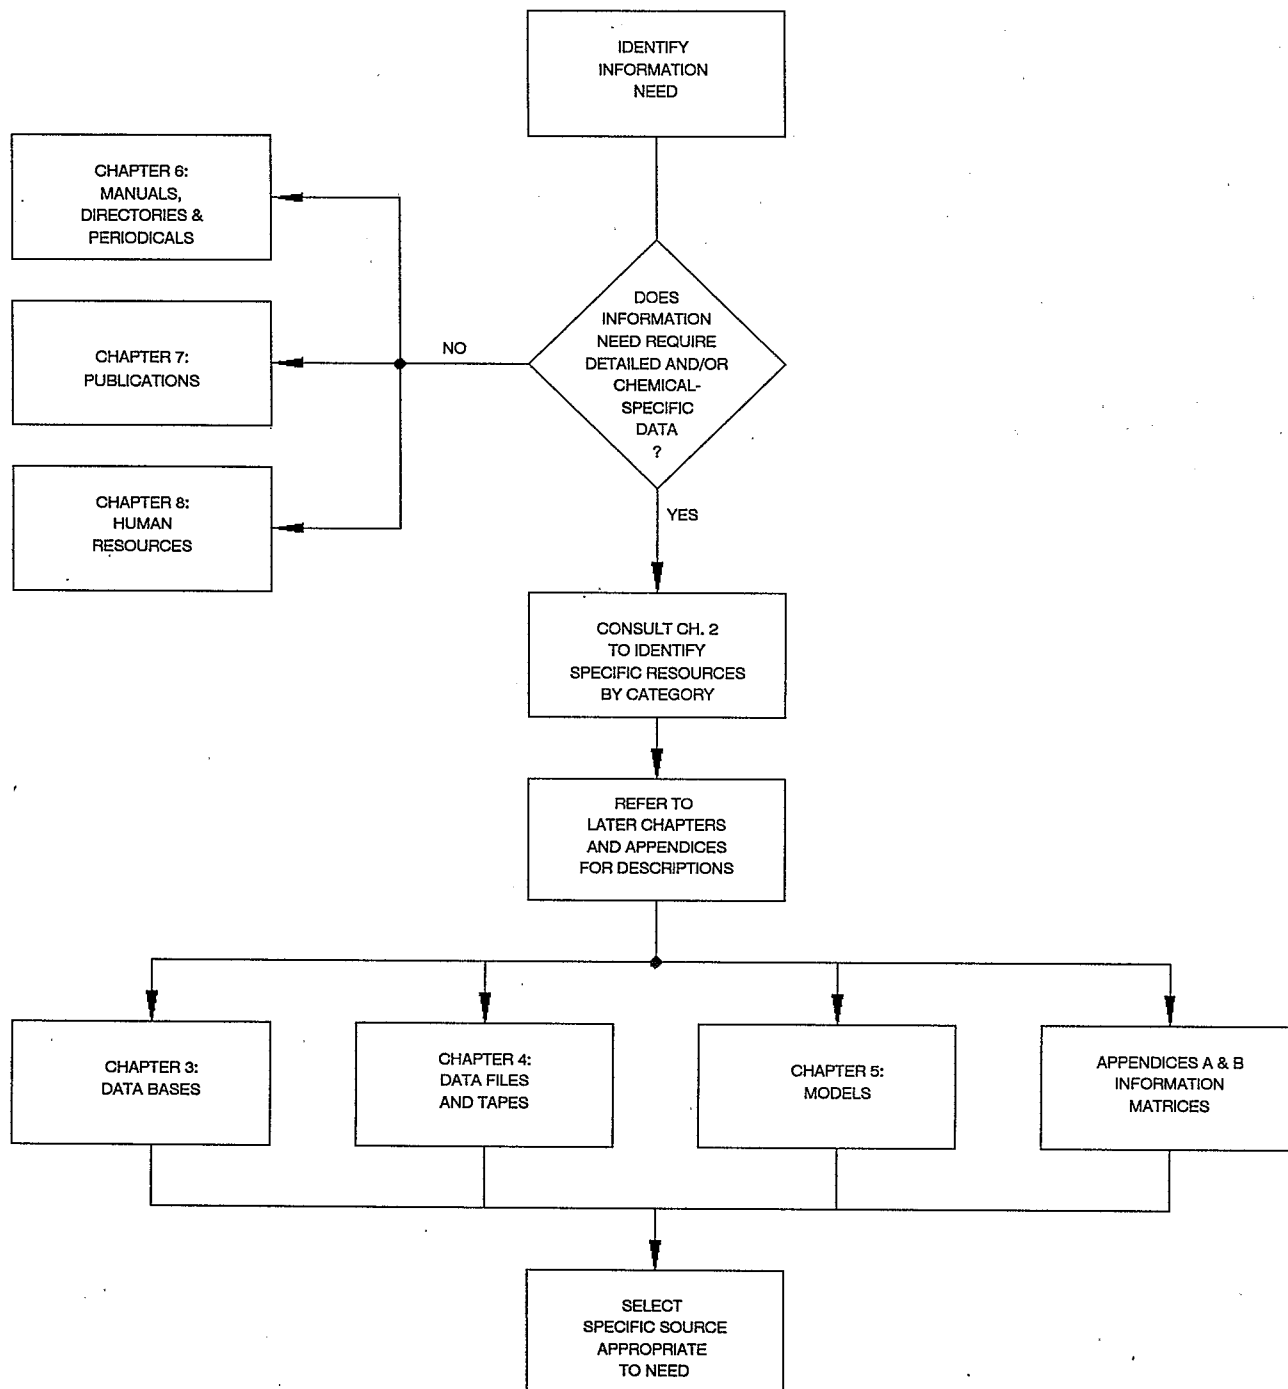 IDENTIFY
INFORMATION
NEED
CHAPTER 6:
MANUALS,
DIRECTORIES &
PERIODICALS
CHAPTER 7:
PUBLICATIONS
CHAPTER 8:
HUMAN
RESOURCES
NO
DOES
INFORMATION
NEED REQUIRE
DETAILED AND/OR
CHEMICAL-
SPECIFIC
DATA
?
YES
CONSULT CH. 2
TO IDENTIFY
SPECIFIC RESOURCES
BY CATEGORY
REFER TO
LATER CHAPTERS
AND APPENDICES
FOR DESCRIPTIONS
CHAPTER 3:
DATA BASES
CHAPTER 4:
DATA FILES
AND TAPES
CHAPTER 5:
MODELS
APPENDICES A & B
INFORMATION
MATRICES
SELECT
SPECIFIC SOURCE
APPROPRIATE
TO NEED